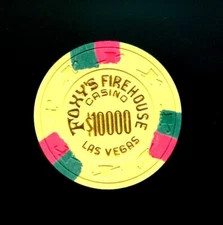 FOXY'S FIREHOUSE
CASINO
$10000
LAS VEGAS